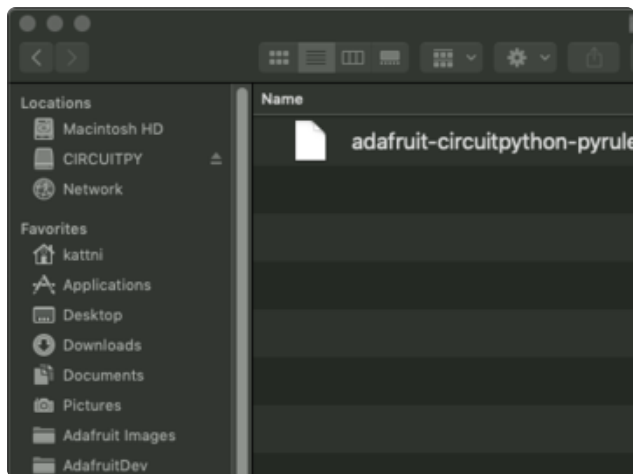 Locations
Macintosh HD
CIRCUITPY
Network
Favorites
kattni
Applications
Desktop
Downloads
Documents
Pictures
Adafruit Images
AdafruitDev
Name
adafruit-circuitpython-pyrule